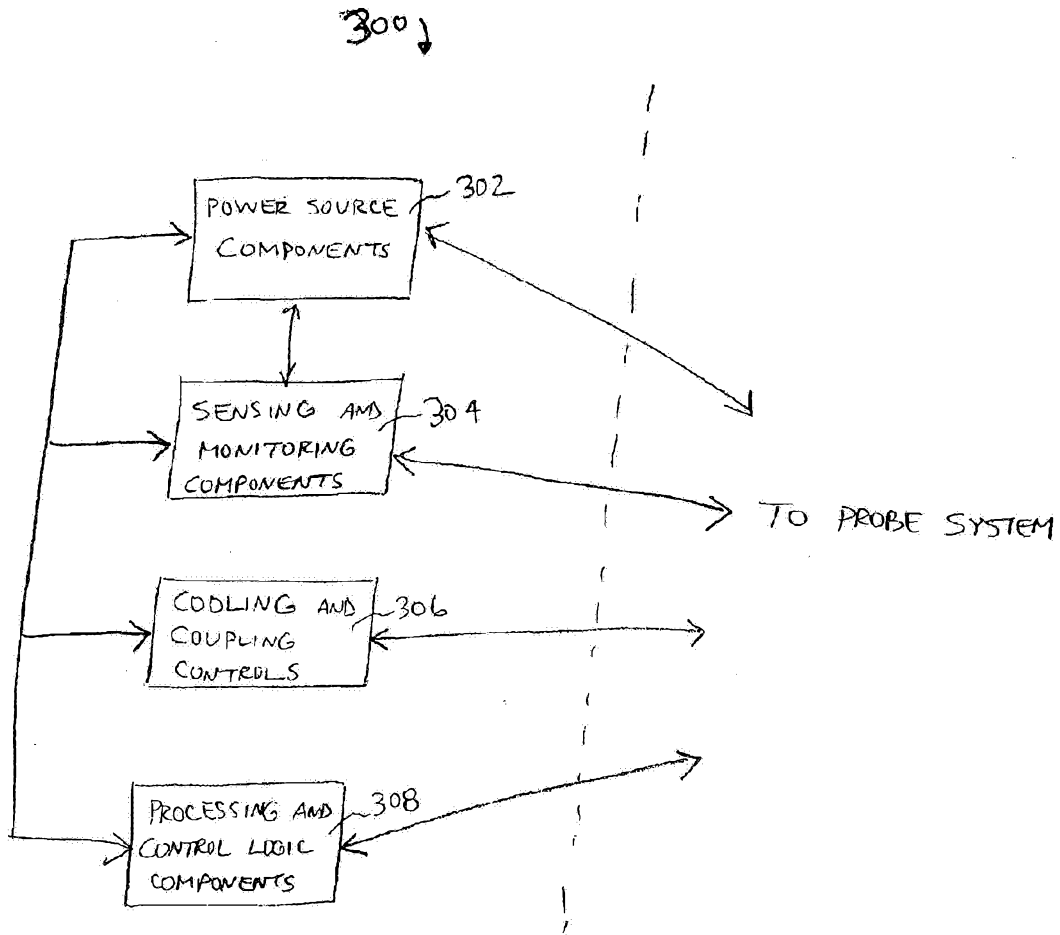 300
302
POWER SOURCE
COMPONENTS
304
SENSING AND
MONITORING
COMPONENTS
TO PROBE SYSTEM
306
COOLING AND
COUPLING
CONTROLS
308
PROCESSING AND
CONTROL LOGIC
COMPONENTS